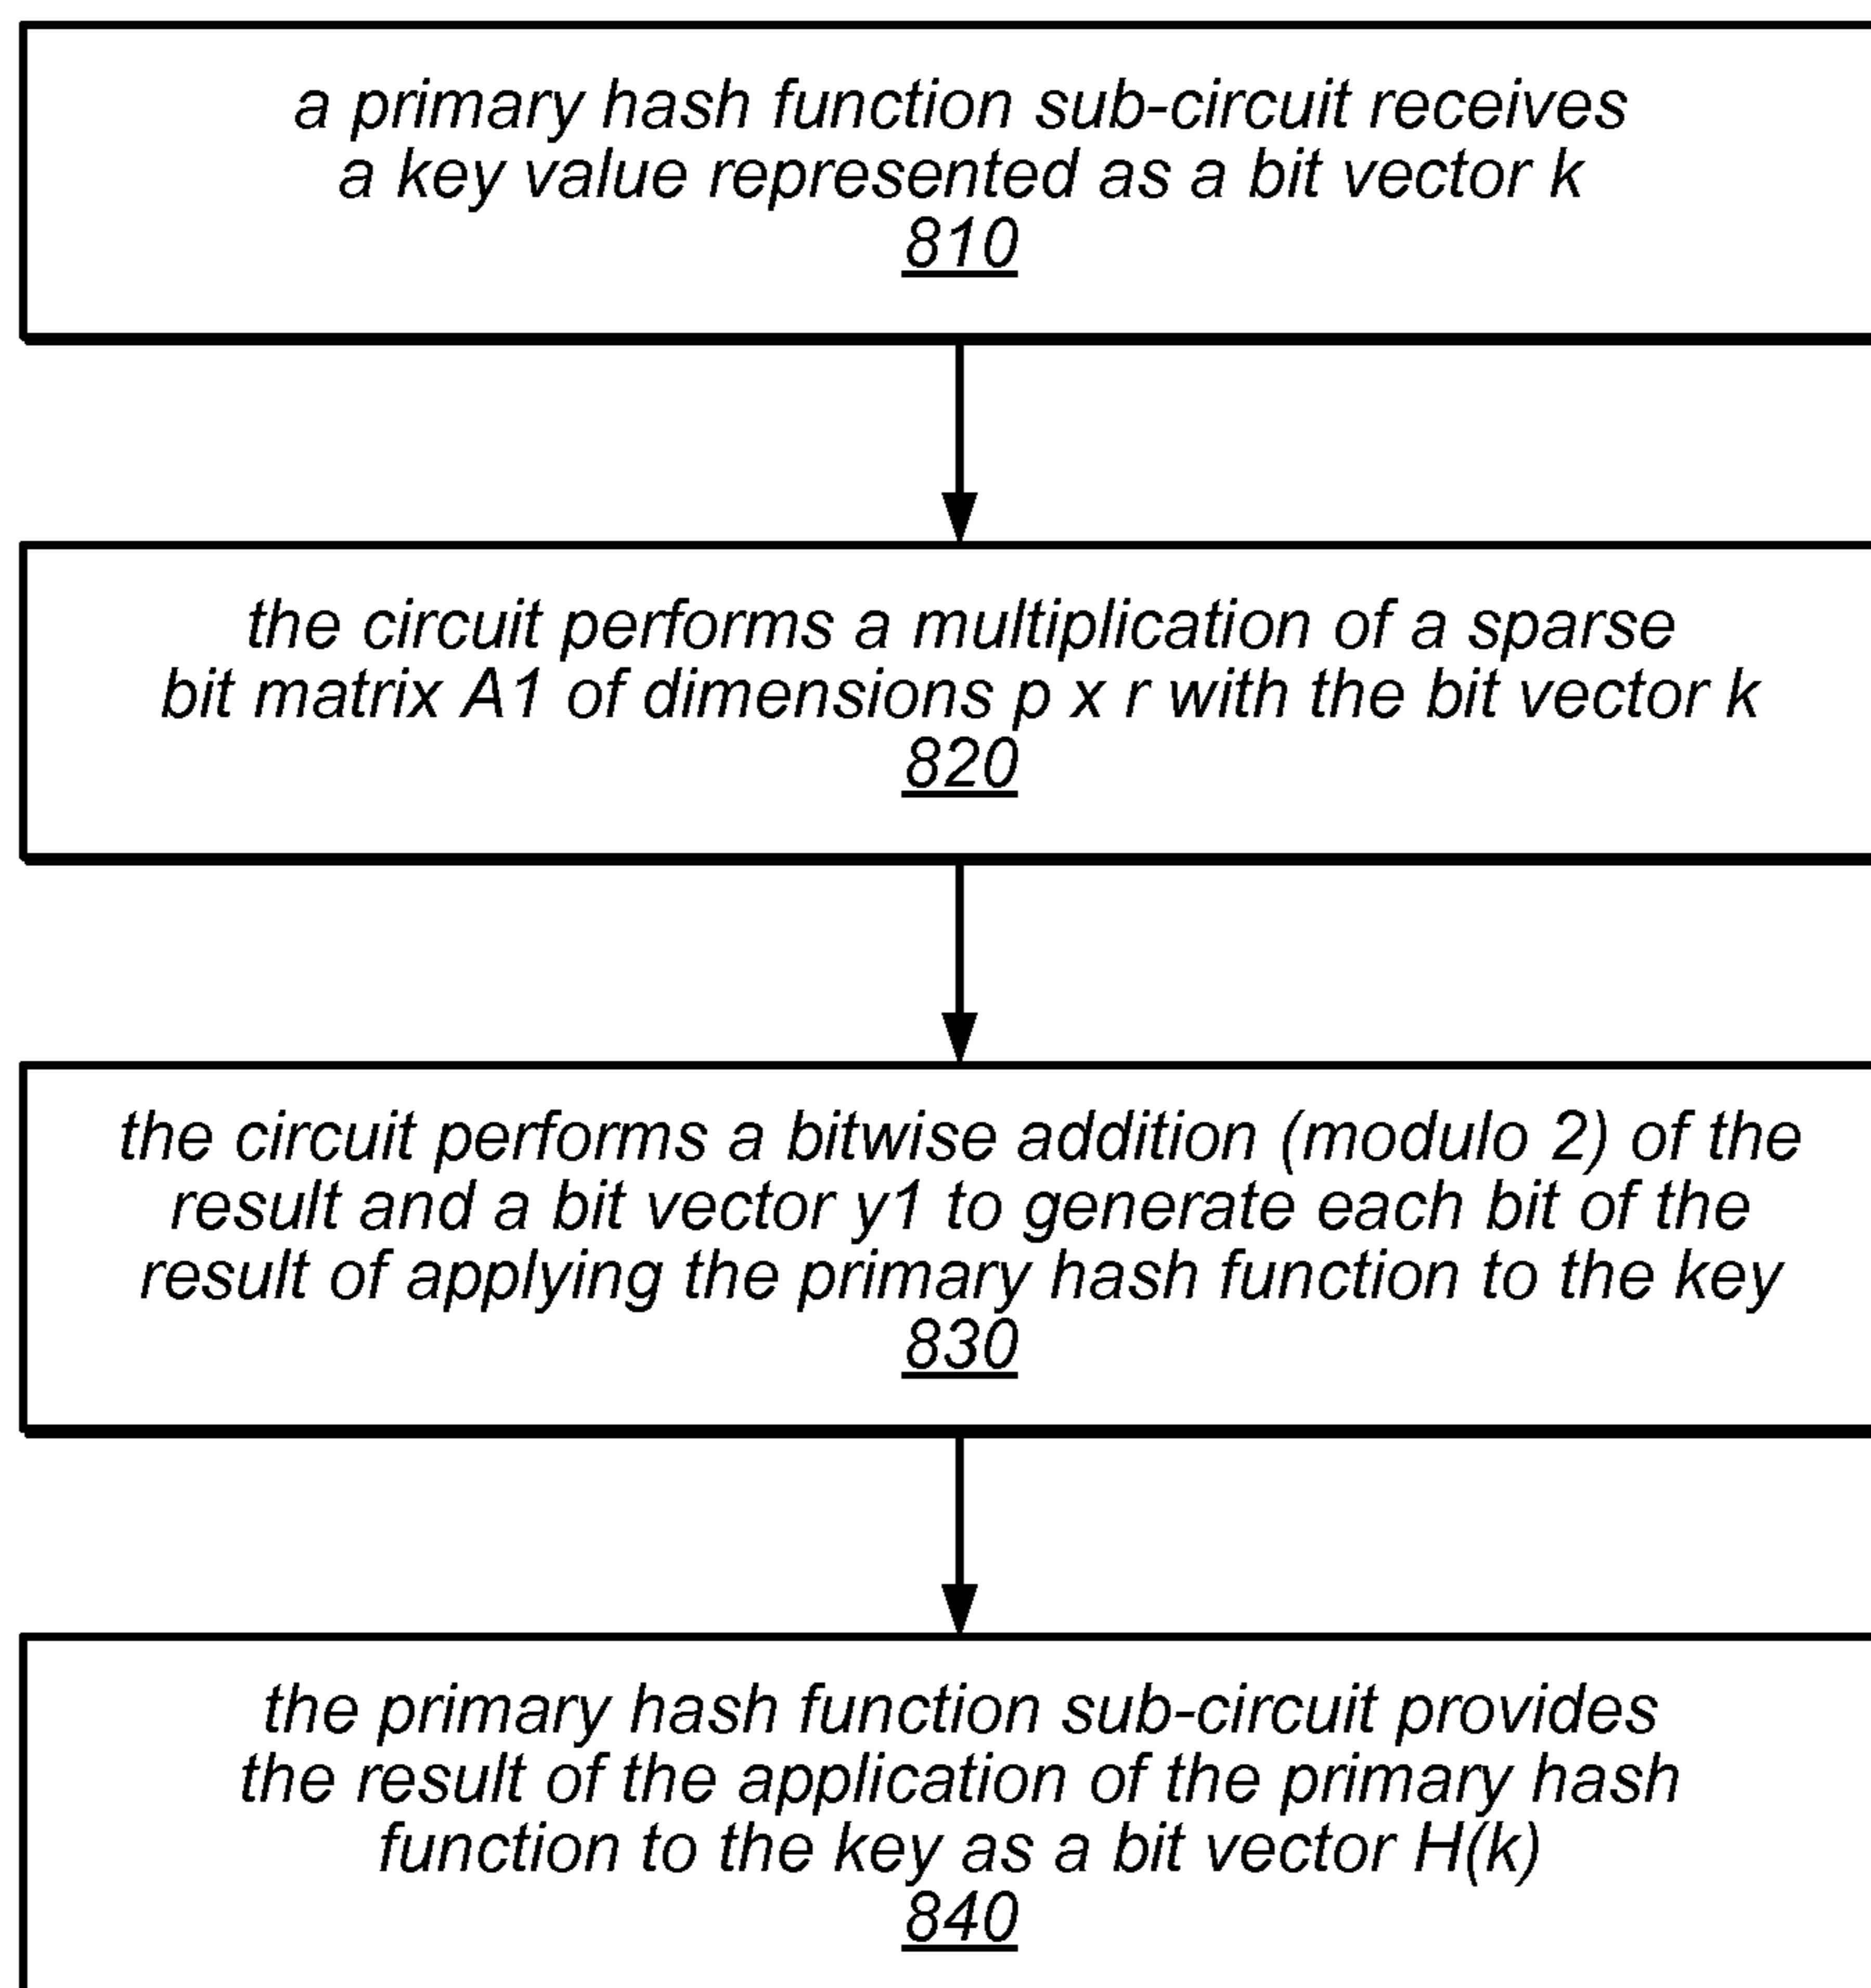 a primary hash function sub-circuit receives
a key value represented as a bit vector k
810
the circuit performs a multiplication of a sparse
bit matrix A1 of dimensions p x r with the bit vector k
820
the circuit performs a bitwise addition (modulo 2) of the
result and a bit vector y1 to generate each bit of the
result of applying the primary hash function to the key
830
the primary hash function sub-circuit provides
the result of the application of the primary hash
function to the key as a bit vector H(k)
840